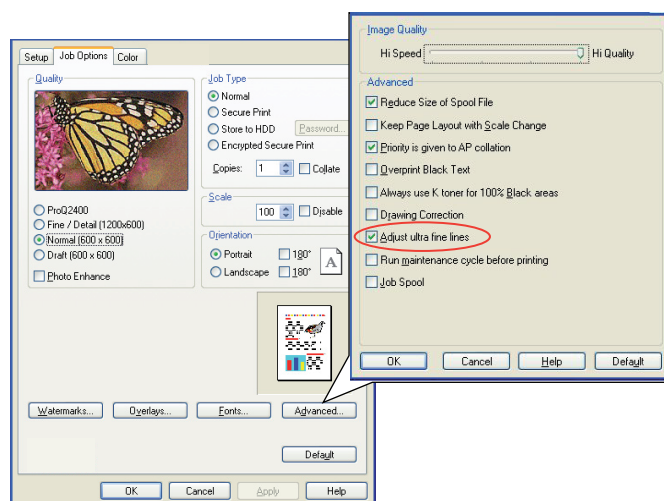 Setup Job Options Color
Quality
ProQ2400
Fine / Detail (1200x600)
Normal (600 x 600)
Draft (600 x 600)
Photo Enhance
Job Type
Normal
Secure Print
Store to HDD Password...
Encrypted Secure Print
Copies: 1 Collate
Scale
100 Disable
Orientation
Portrait 180°
Landscape 180°
A
Watermarks... Overlays... Fonts... Advanced...
Default
OK Cancel Apply Help
Image Quality
Hi Speed Hi Quality
Advanced
Reduce Size of Spool File
Keep Page Layout with Scale Change
Priority is given to AP collation
Overprint Black Text
Always use K toner for 100% Black areas
Drawing Correction
Adjust ultra fine lines
Run maintenance cycle before printing
Job Spool
OK Cancel Help Default